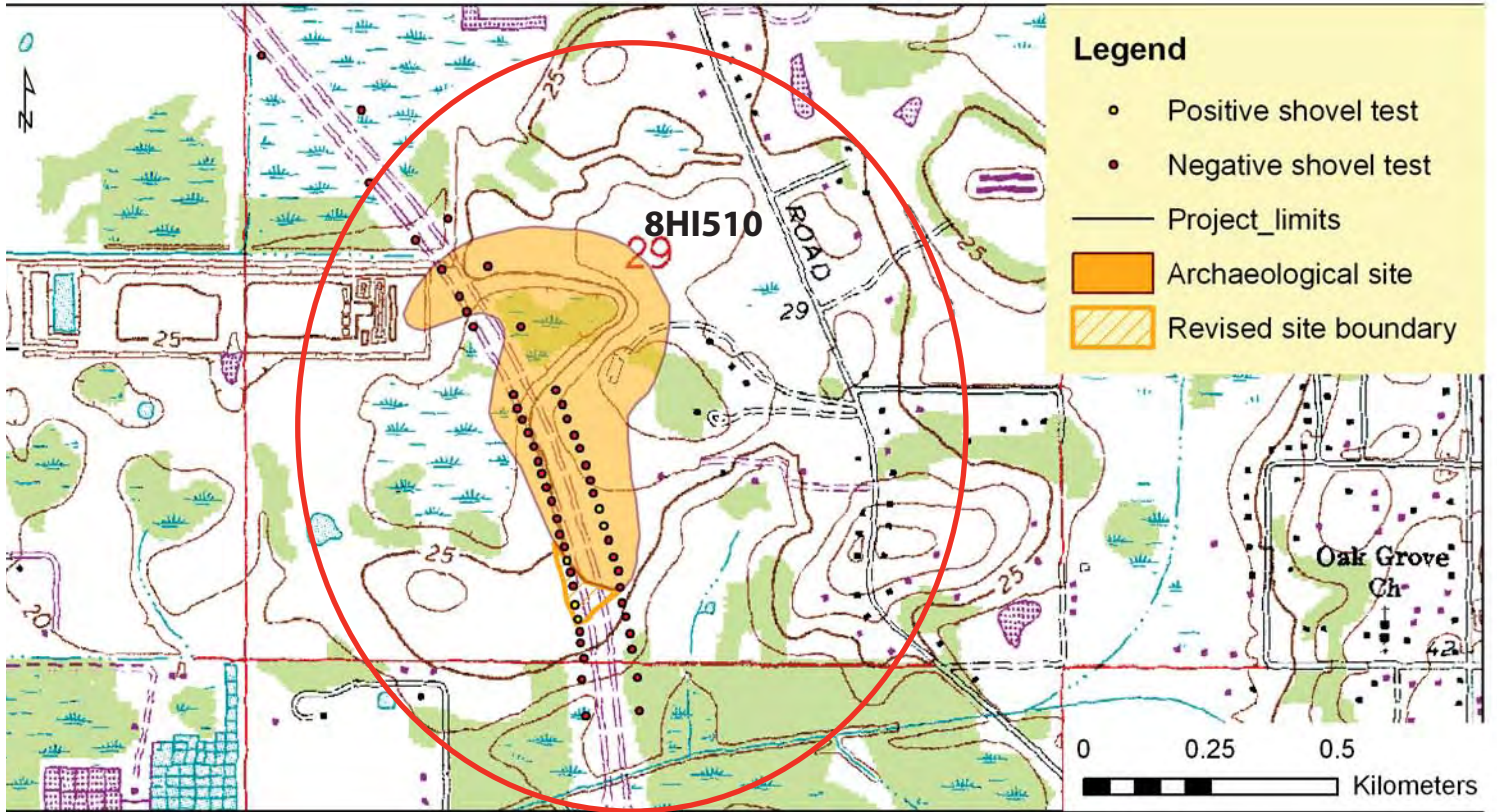 Legend
Positive shovel test
Negative shovel test
Project_limits
Archaeological site
Revised site boundary
N
25
8HI510
29
ROAD
25
29
25
25
25
20
Oak Grove
Ch
42
0 0.25 0.5
Kilometers